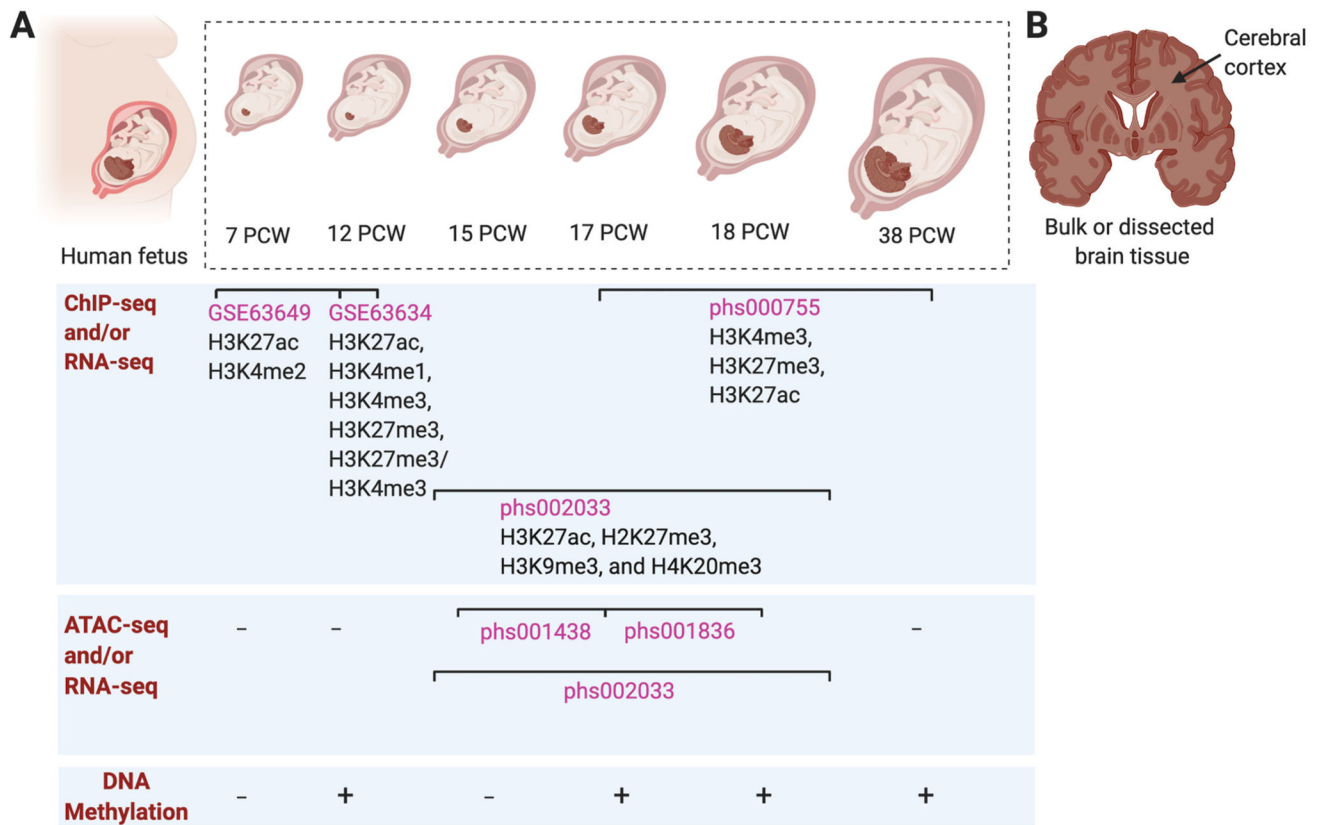 A
B
Cerebral
cortex
7 PCW
12 PCW
15 PCW
17 PCW
18 PCW
38 PCW
Human fetus
Bulk or dissected
brain tissue
ChIP-seq
and/or
RNA-seq
GSE63649
H3K27ac
H3K4me2
GSE63634
H3K27ac,
H3K4me1,
H3K4me3,
H3K27me3,
H3K27me3/
H3K4me3
phs000755
H3K4me3,
H3K27me3,
H3K27ac
phs002033
H3K27ac, H2K27me3,
H3K9me3, and H4K20me3
ATAC-seq
and/or
RNA-seq
– – –
phs001438 phs001836
phs002033
DNA
Methylation
– + – + + +